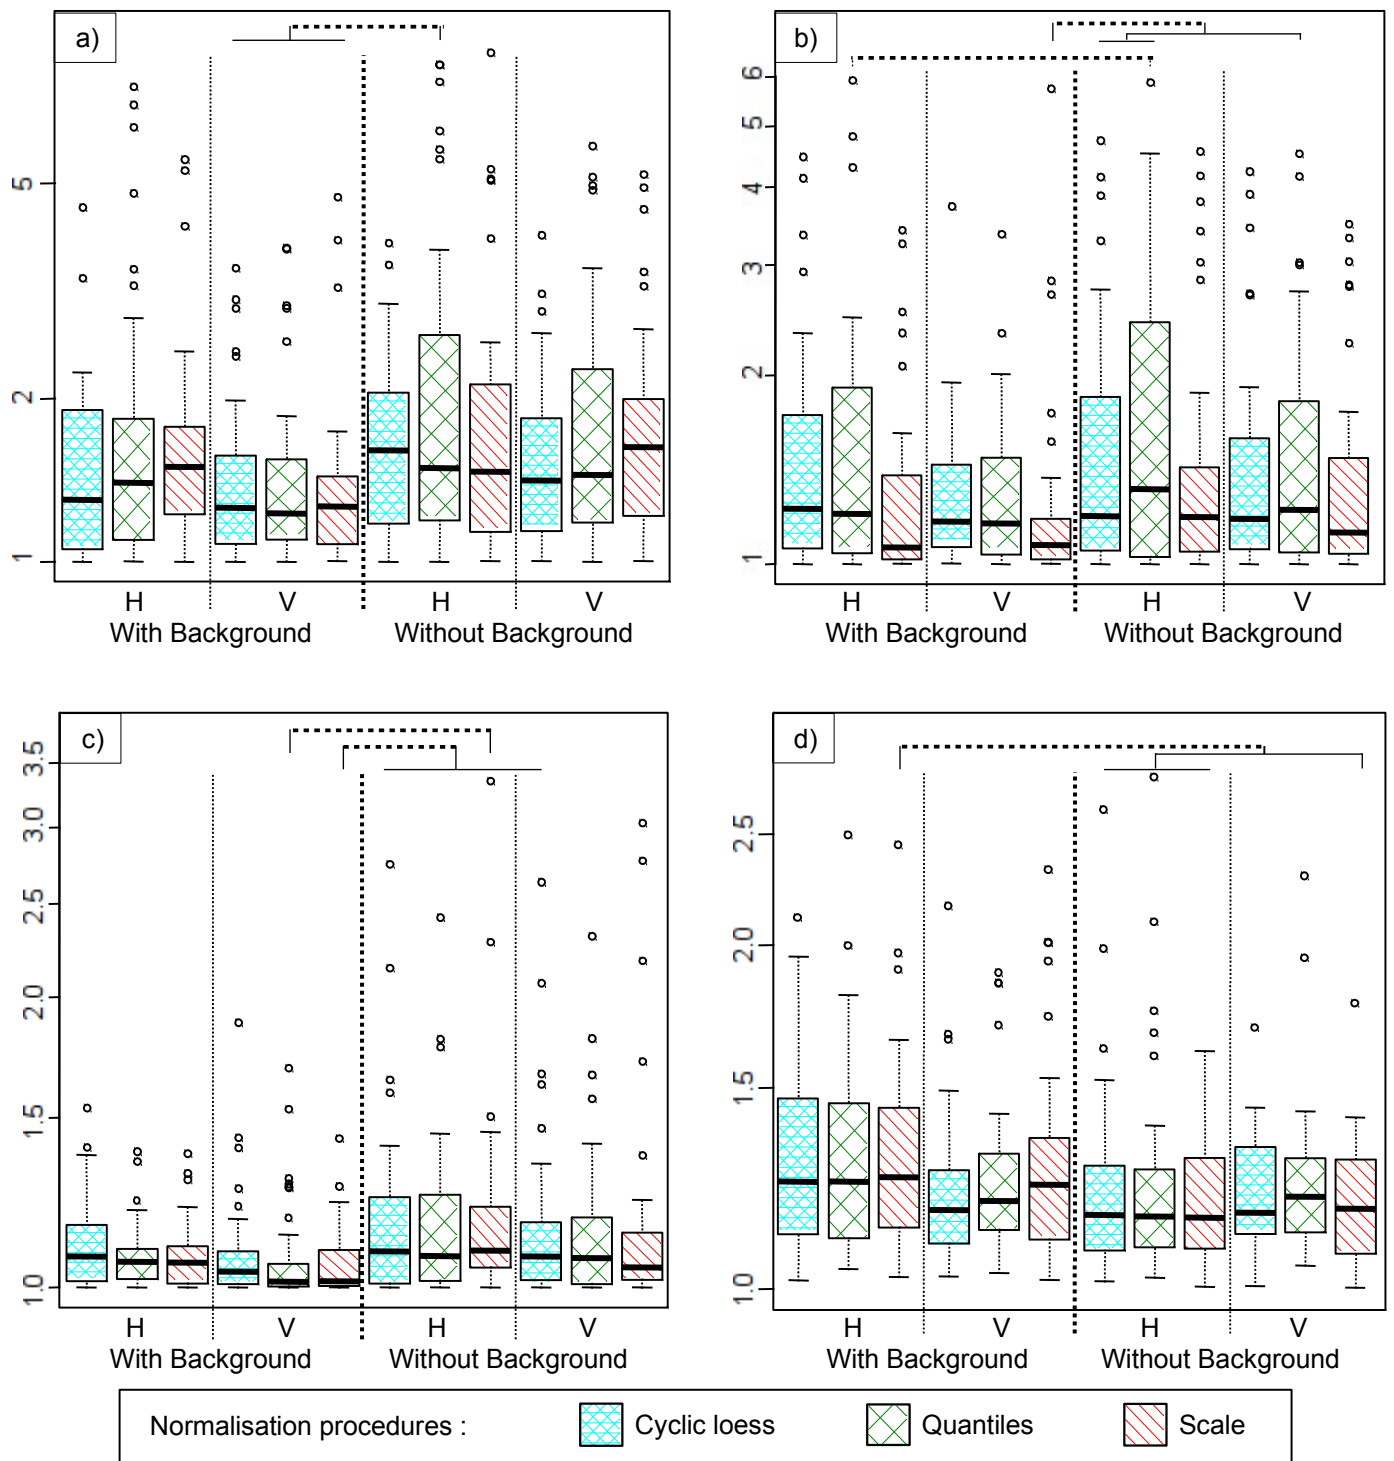 a)
5
2
1
H V H V
With Background Without Background
b)
6
5
4
3
2
1
H V H V
With Background Without Background
c)
3.5
3.0
2.5
2.0
1.5
1.0
H V H V
With Background Without Background
d)
2.5
2.0
1.5
1.0
H V H V
With Background Without Background
Normalisation procedures : Cyclic loess Quantiles Scale